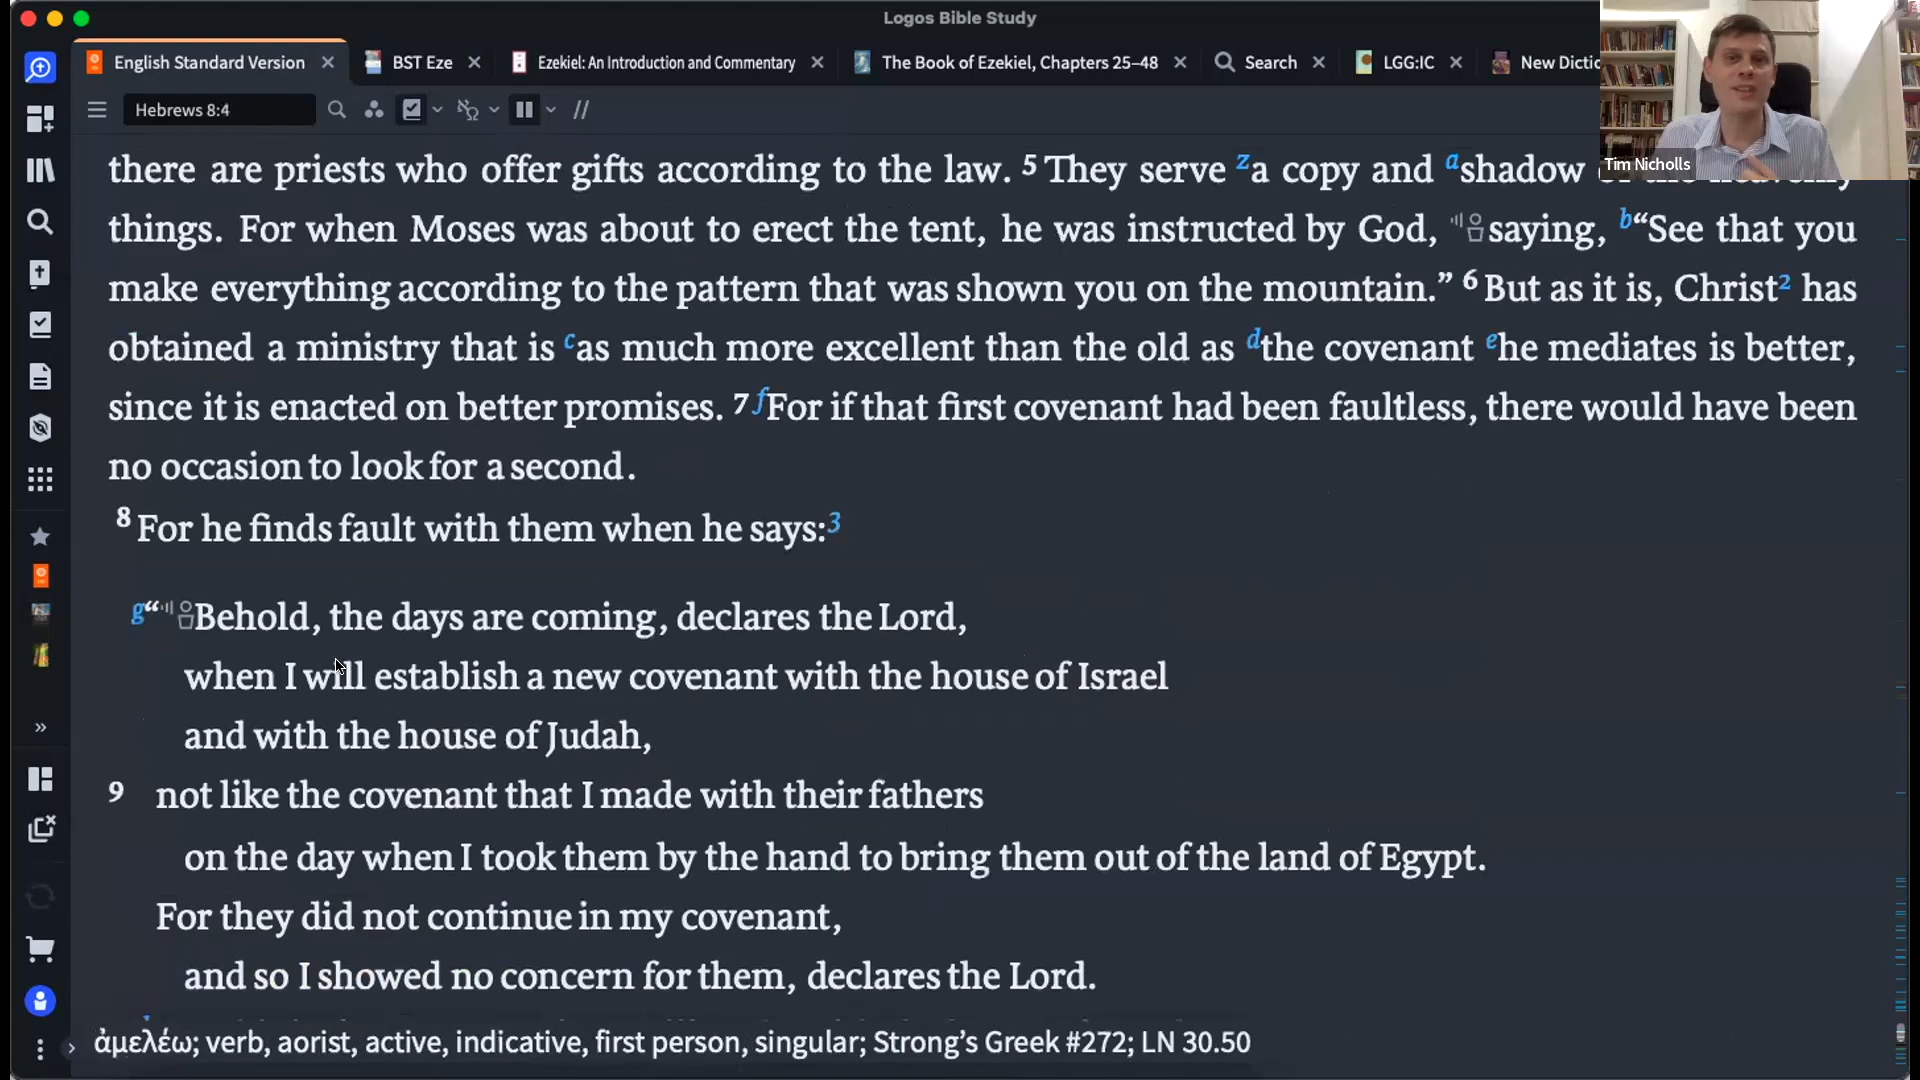 Logos Bible Study
English Standard Version
BST Eze
Ezekiel: An Introduction and Commentary
The Book of Ezekiel, Chapters 25–48
Search
LGG:IC
New Dictio
Hebrews 8:4
Tim Nicholls
there are priests who offer gifts according to the law. 5 They serve z a copy and a shadow
things. For when Moses was about to erect the tent, he was instructed by God, saying, b “See that you
make everything according to the pattern that was shown you on the mountain.” 6 But as it is, Christ2 has
obtained a ministry that is c as much more excellent than the old as d the covenant e he mediates is better,
since it is enacted on better promises. 7 f For if that first covenant had been faultless, there would have been
no occasion to look for a second.
8 For he finds fault with them when he says:3
g “Behold, the days are coming, declares the Lord,
when I will establish a new covenant with the house of Israel
and with the house of Judah,
9 not like the covenant that I made with their fathers
on the day when I took them by the hand to bring them out of the land of Egypt.
For they did not continue in my covenant,
and so I showed no concern for them, declares the Lord.
ἀμελέω; verb, aorist, active, indicative, first person, singular; Strong’s Greek #272; LN 30.50